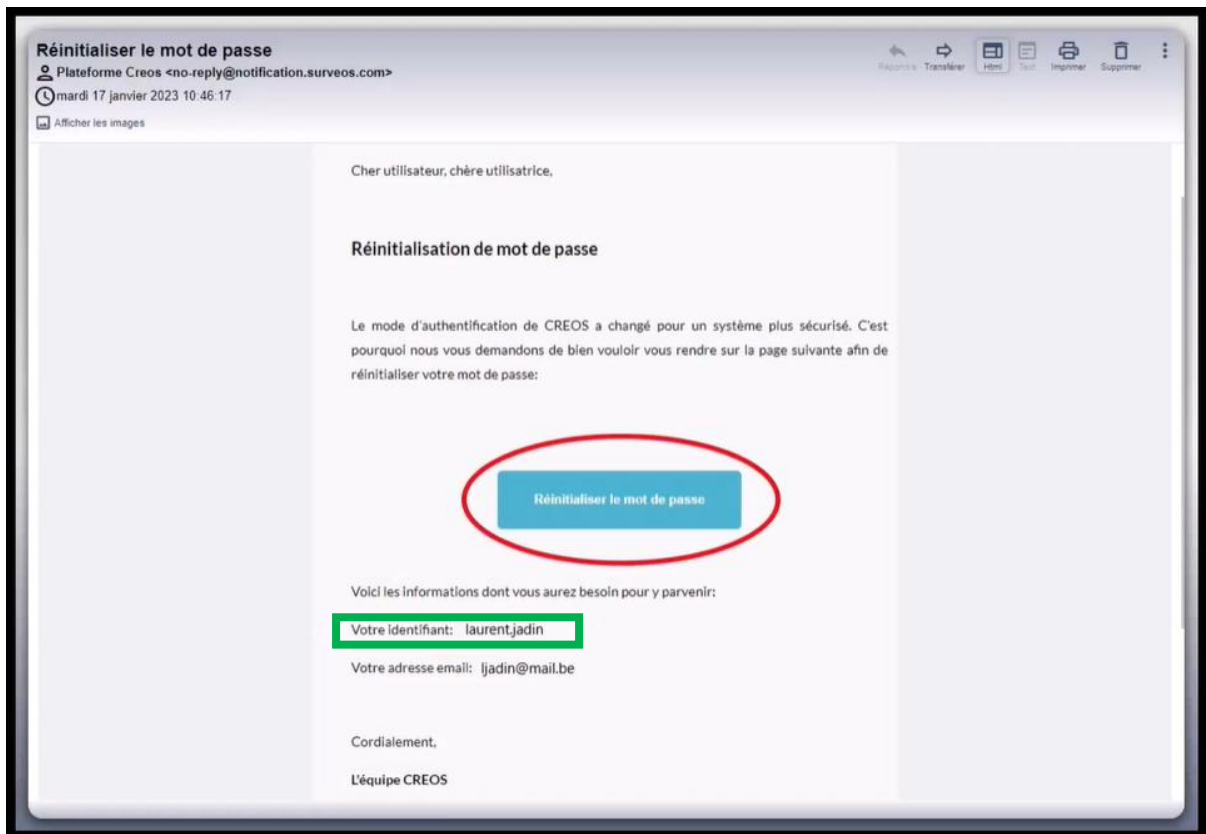 Réinitialiser le mot de passe
Plateforme Creos <no-reply@notification.surveos.com>
mardi 17 janvier 2023 10:46:17
Afficher les images
Répondre Transférer Html Text Imprimer Supprimer
Cher utilisateur, chère utilisatrice,
Réinitialisation de mot de passe
Le mode d'authentification de CREOS a changé pour un système plus sécurisé. C'est
pourquoi nous vous demandons de bien vouloir vous rendre sur la page suivante afin de
réinitialiser votre mot de passe:
Réinitialiser le mot de passe
Voici les informations dont vous aurez besoin pour y parvenir:
Votre identifiant: laurent.jadin
Votre adresse email: ljadin@mail.be
Cordialement,
L'équipe CREOS